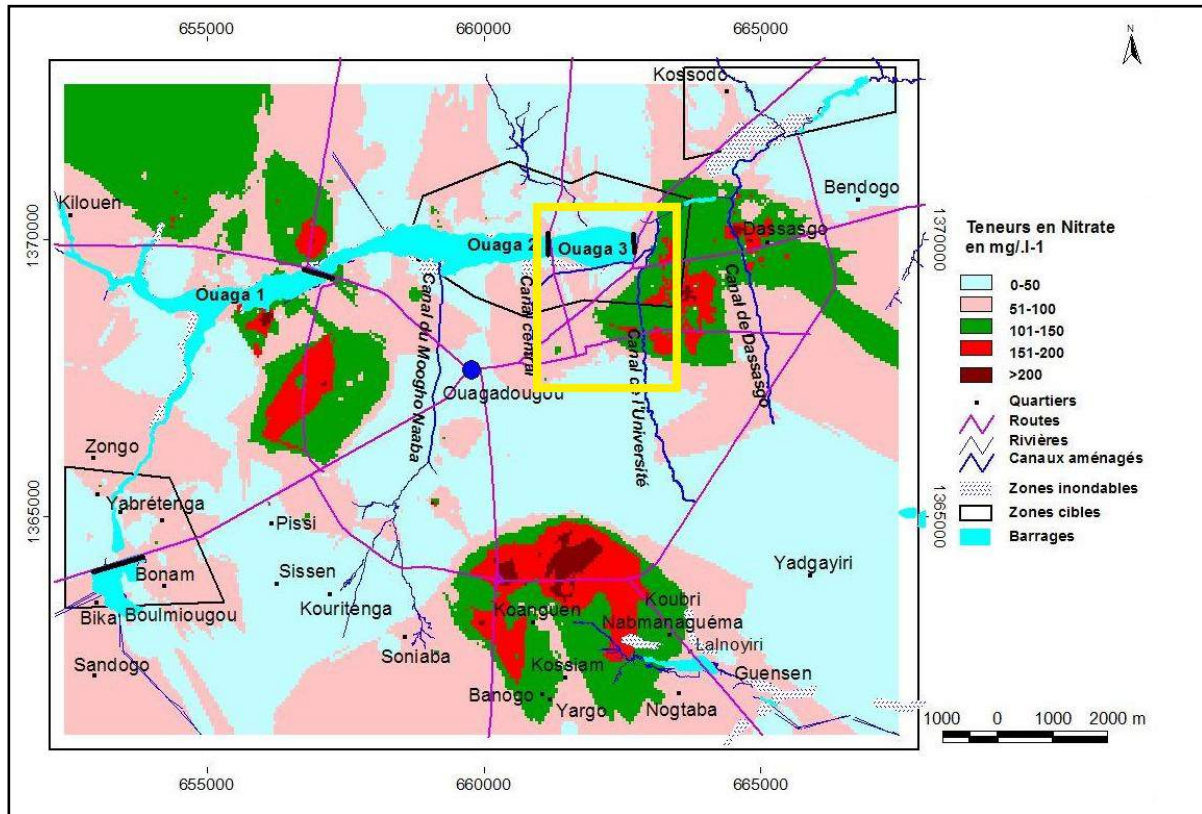 655000 660000 665000
N
Kossodo
Bendogo
Kilouen
1370000
1370000
Dassasgo
Ouaga 2
Ouaga 3
Ouaga 1
Canal du Moogho Naaba
Canal central
Canal de l'Université
Canal de Dassasgo
Ouagadougou
Zongo
Yabrétenga
Pissi
1365000
1365000
Bonam
Sissen
Kouritenga
Yadgayiri
Bika
Boulmiougou
Koanguen
Koubri
Nabmanaguéma
Soniaba
Lalnoyiri
Sandogo
Kossiam
Guensen
Banogo
Yargo
Nogtaba
655000 660000 665000
Teneurs en Nitrate
en mg/.l-1
0-50
51-100
101-150
151-200
>200
Quartiers
Routes
Rivières
Canaux aménagés
Zones inondables
Zones cibles
Barrages
1000 0 1000 2000 m